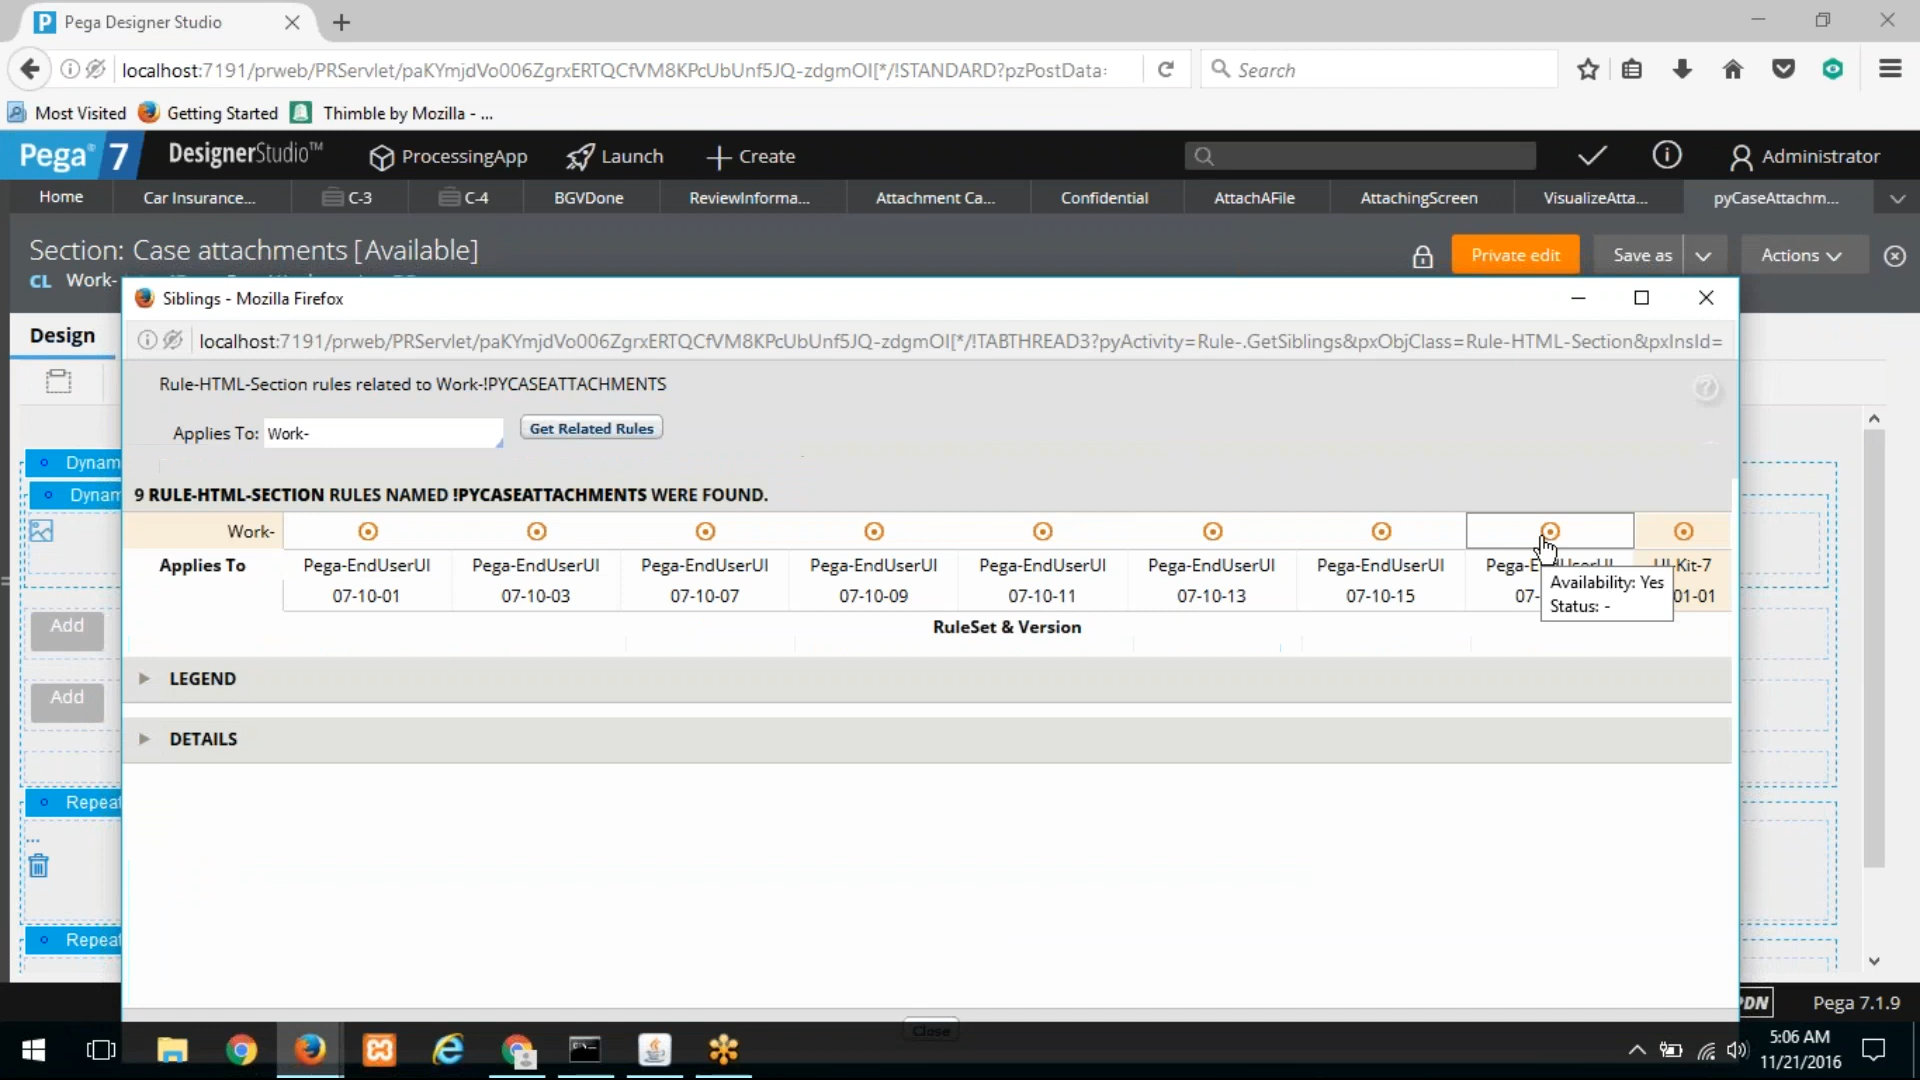 Pega Designer Studio
localhost:7191/prweb/PRServlet/paKYmjdVo006ZgrxERTQCfVM8KPcUbUnf5JQ-zdgmOI[*/!STANDARD?pzPostData:
Search
Most Visited Getting Started Thimble by Mozilla - ...
Pega® 7 DesignerStudio™ ProcessingApp Launch Create Administrator
Home Car Insurance... C-3 C-4 BGVDone ReviewInforma... Attachment Ca... Confidential AttachAFile AttachingScreen VisualizeAtta... pyCaseAttachm...
Section: Case attachments [Available]
Private edit Save as Actions
CL Work-
Siblings - Mozilla Firefox
Design
localhost:7191/prweb/PRServlet/paKYmjdVo006ZgrxERTQCfVM8KPcUbUnf5JQ-zdgmOI[*/!TABTHREAD3?pyActivity=Rule-.GetSiblings&pxObjClass=Rule-HTML-Section&pxInsId=
Rule-HTML-Section rules related to Work-!PYCASEATTACHMENTS
Applies To: Work- Get Related Rules
Dynam
Dynam
9 RULE-HTML-SECTION RULES NAMED !PYCASEATTACHMENTS WERE FOUND.
Work-
Applies To Pega-EndUserUI Pega-EndUserUI Pega-EndUserUI Pega-EndUserUI Pega-EndUserUI Pega-EndUserUI Pega-EndUserUI
07-10-01 07-10-03 07-10-07 07-10-09 07-10-11 07-10-13 07-10-15 07- 01-01
Availability: Yes
Status: -
RuleSet & Version
Add
LEGEND
Add
DETAILS
Repeat
...
Repeat
Close
Pega 7.1.9
5:06 AM
11/21/2016